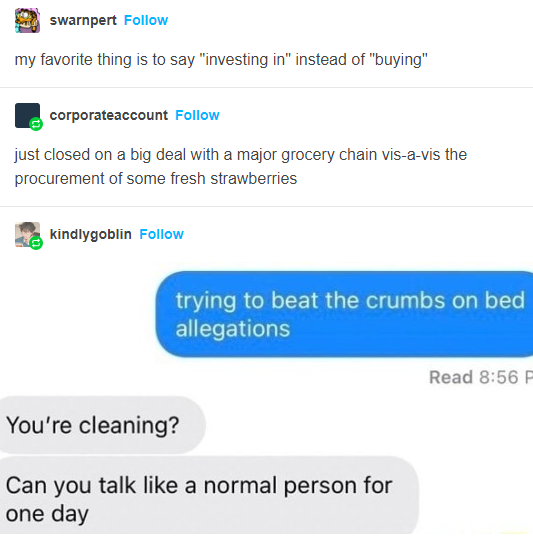 swarnpert Follow
my favorite thing is to say "investing in" instead of "buying"
corporateaccount Follow
just closed on a big deal with a major grocery chain vis-a-vis the
procurement of some fresh strawberries
kindlygoblin Follow
trying to beat the crumbs on bed
allegations
Read 8:56 P
You're cleaning?
Can you talk like a normal person for
one day